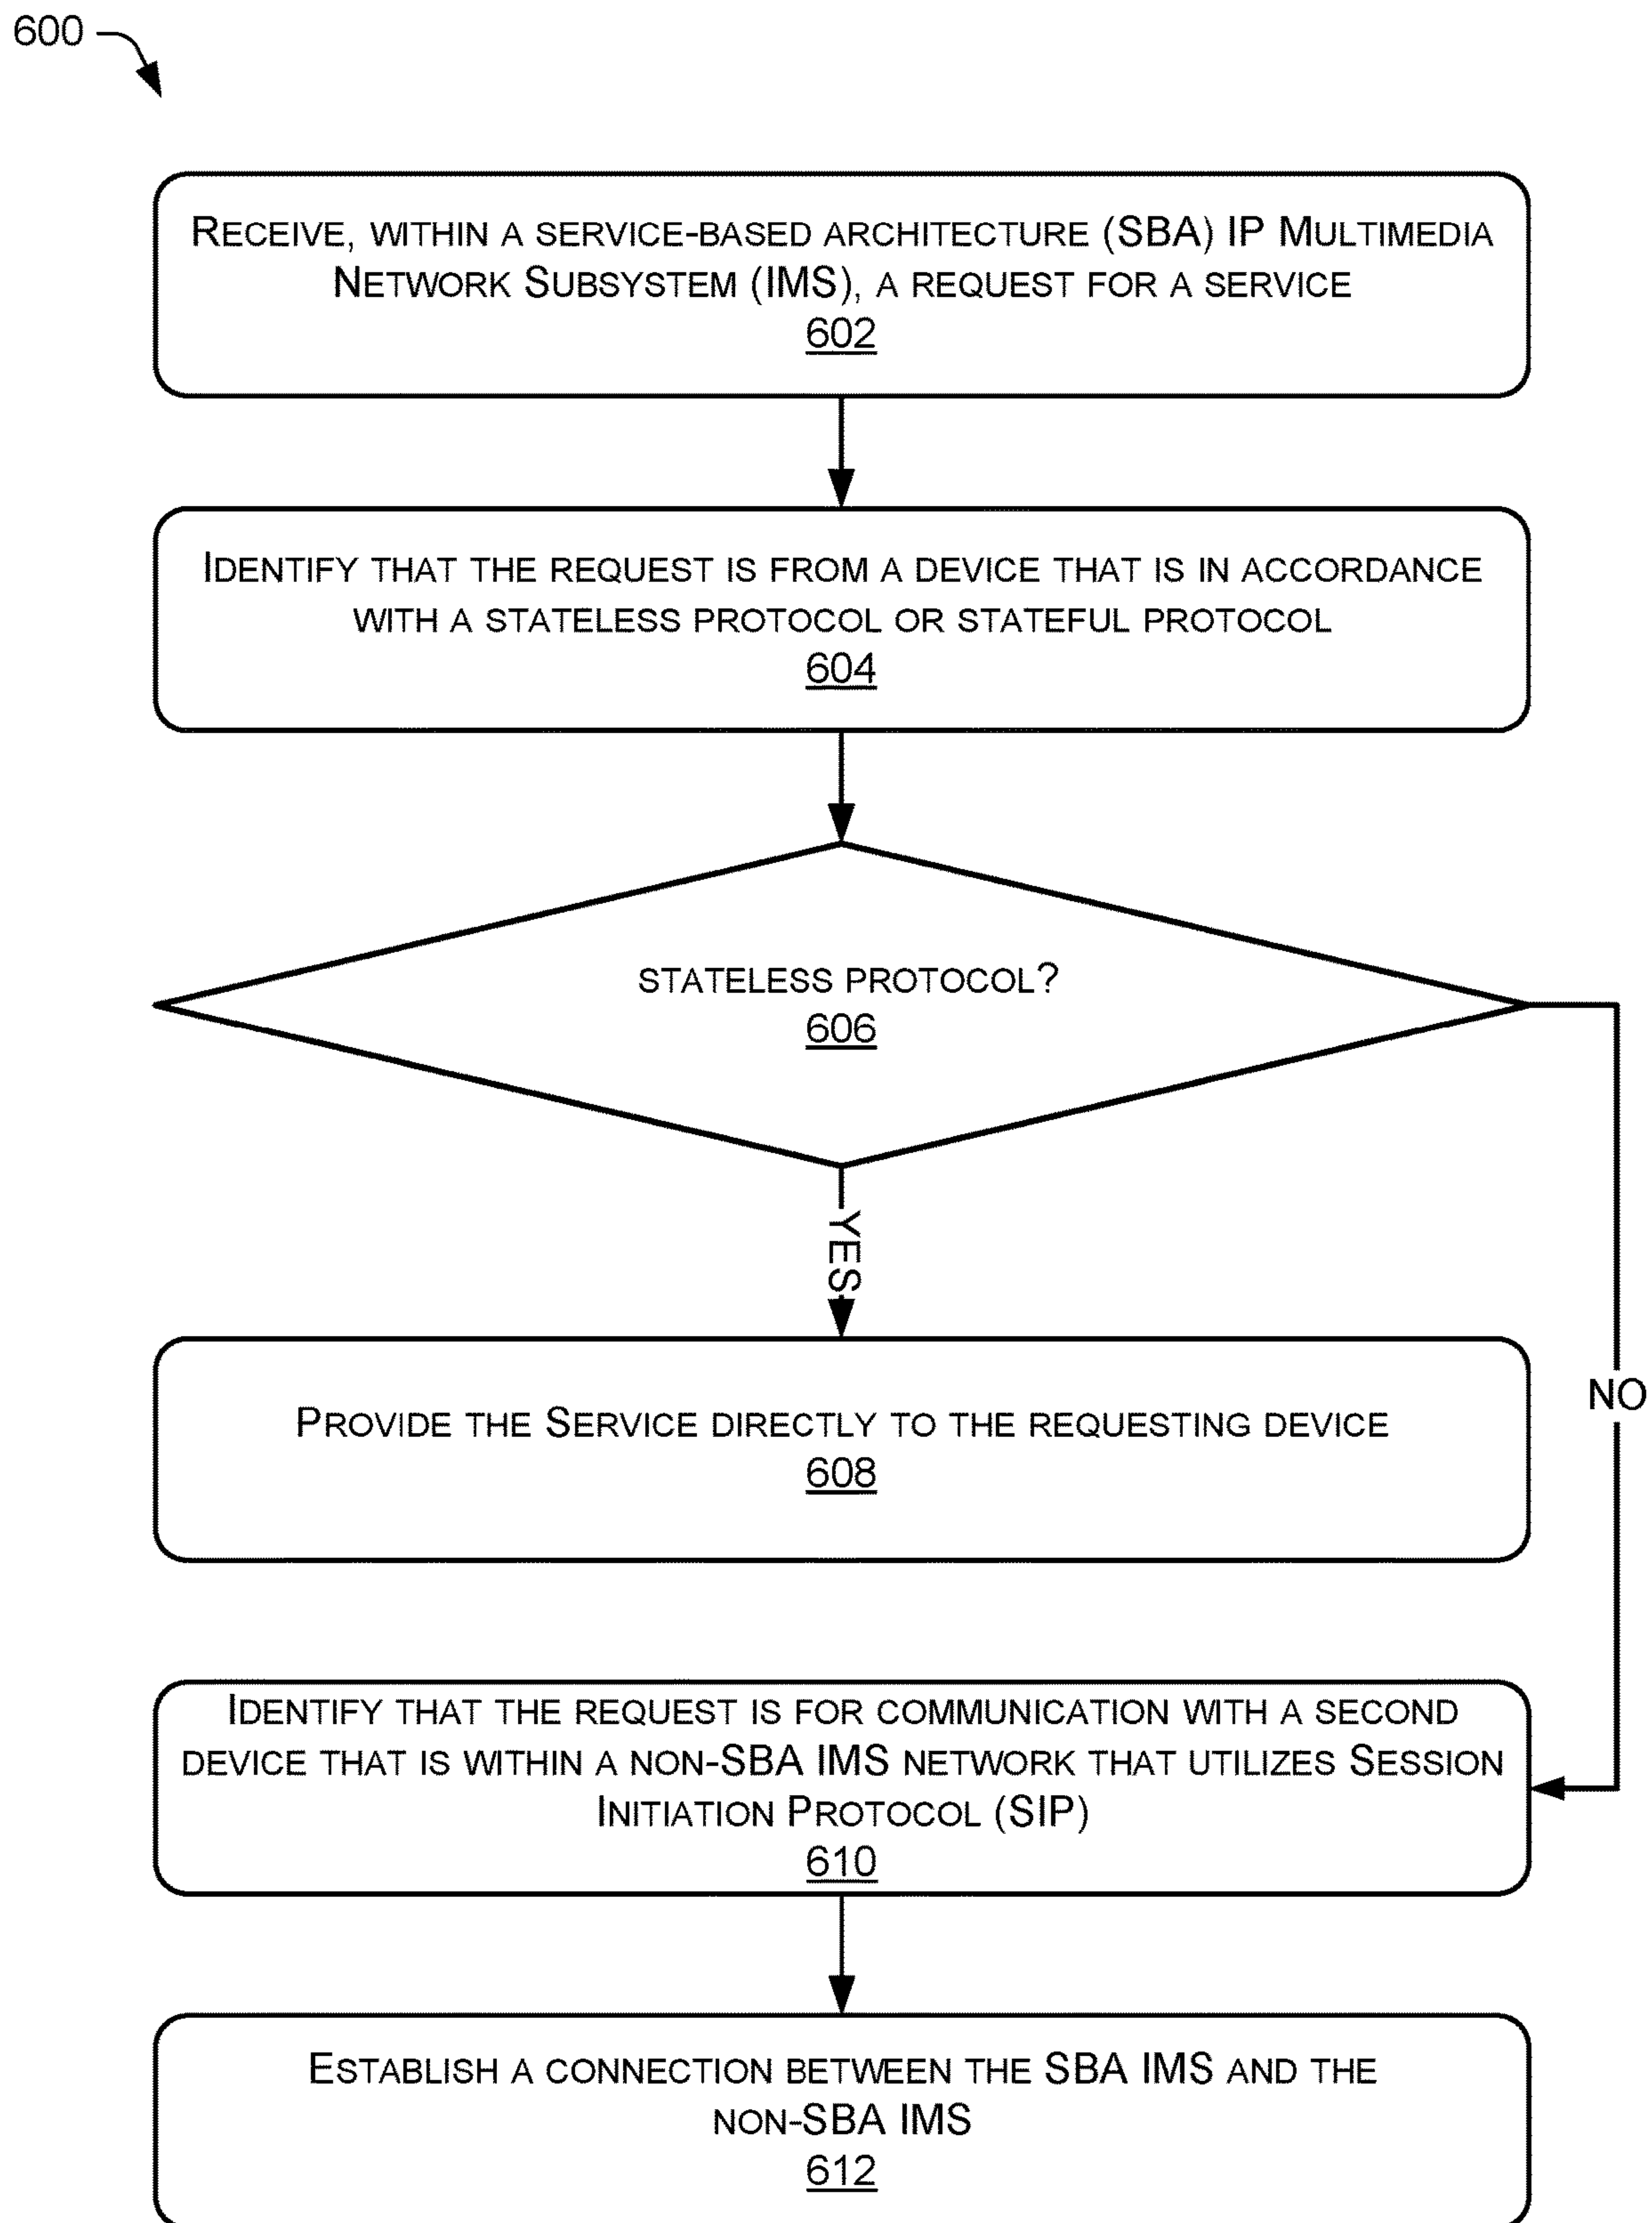 600
Receive, within a service-based architecture (SBA) IP Multimedia
Network Subsystem (IMS), a request for a service
602
Identify that the request is from a device that is in accordance
with a stateless protocol or stateful protocol
604
stateless protocol?
606
YES
Provide the Service directly to the requesting device
608
NO
Identify that the request is for communication with a second
device that is within a non-SBA IMS network that utilizes Session
Initiation Protocol (SIP)
610
Establish a connection between the SBA IMS and the
non-SBA IMS
612